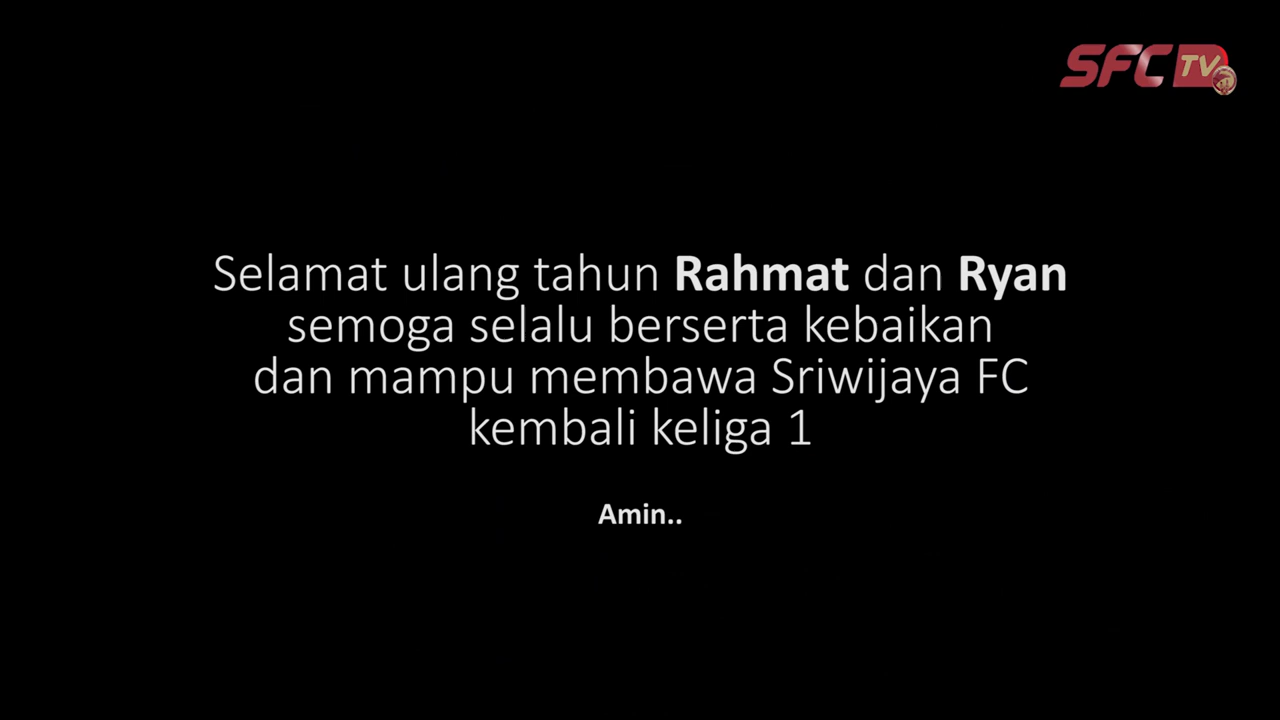 SFC TV
Selamat ulang tahun Rahmat dan Ryan
semoga selalu berserta kebaikan
dan mampu membawa Sriwijaya FC
kembali keliga 1
Amin..